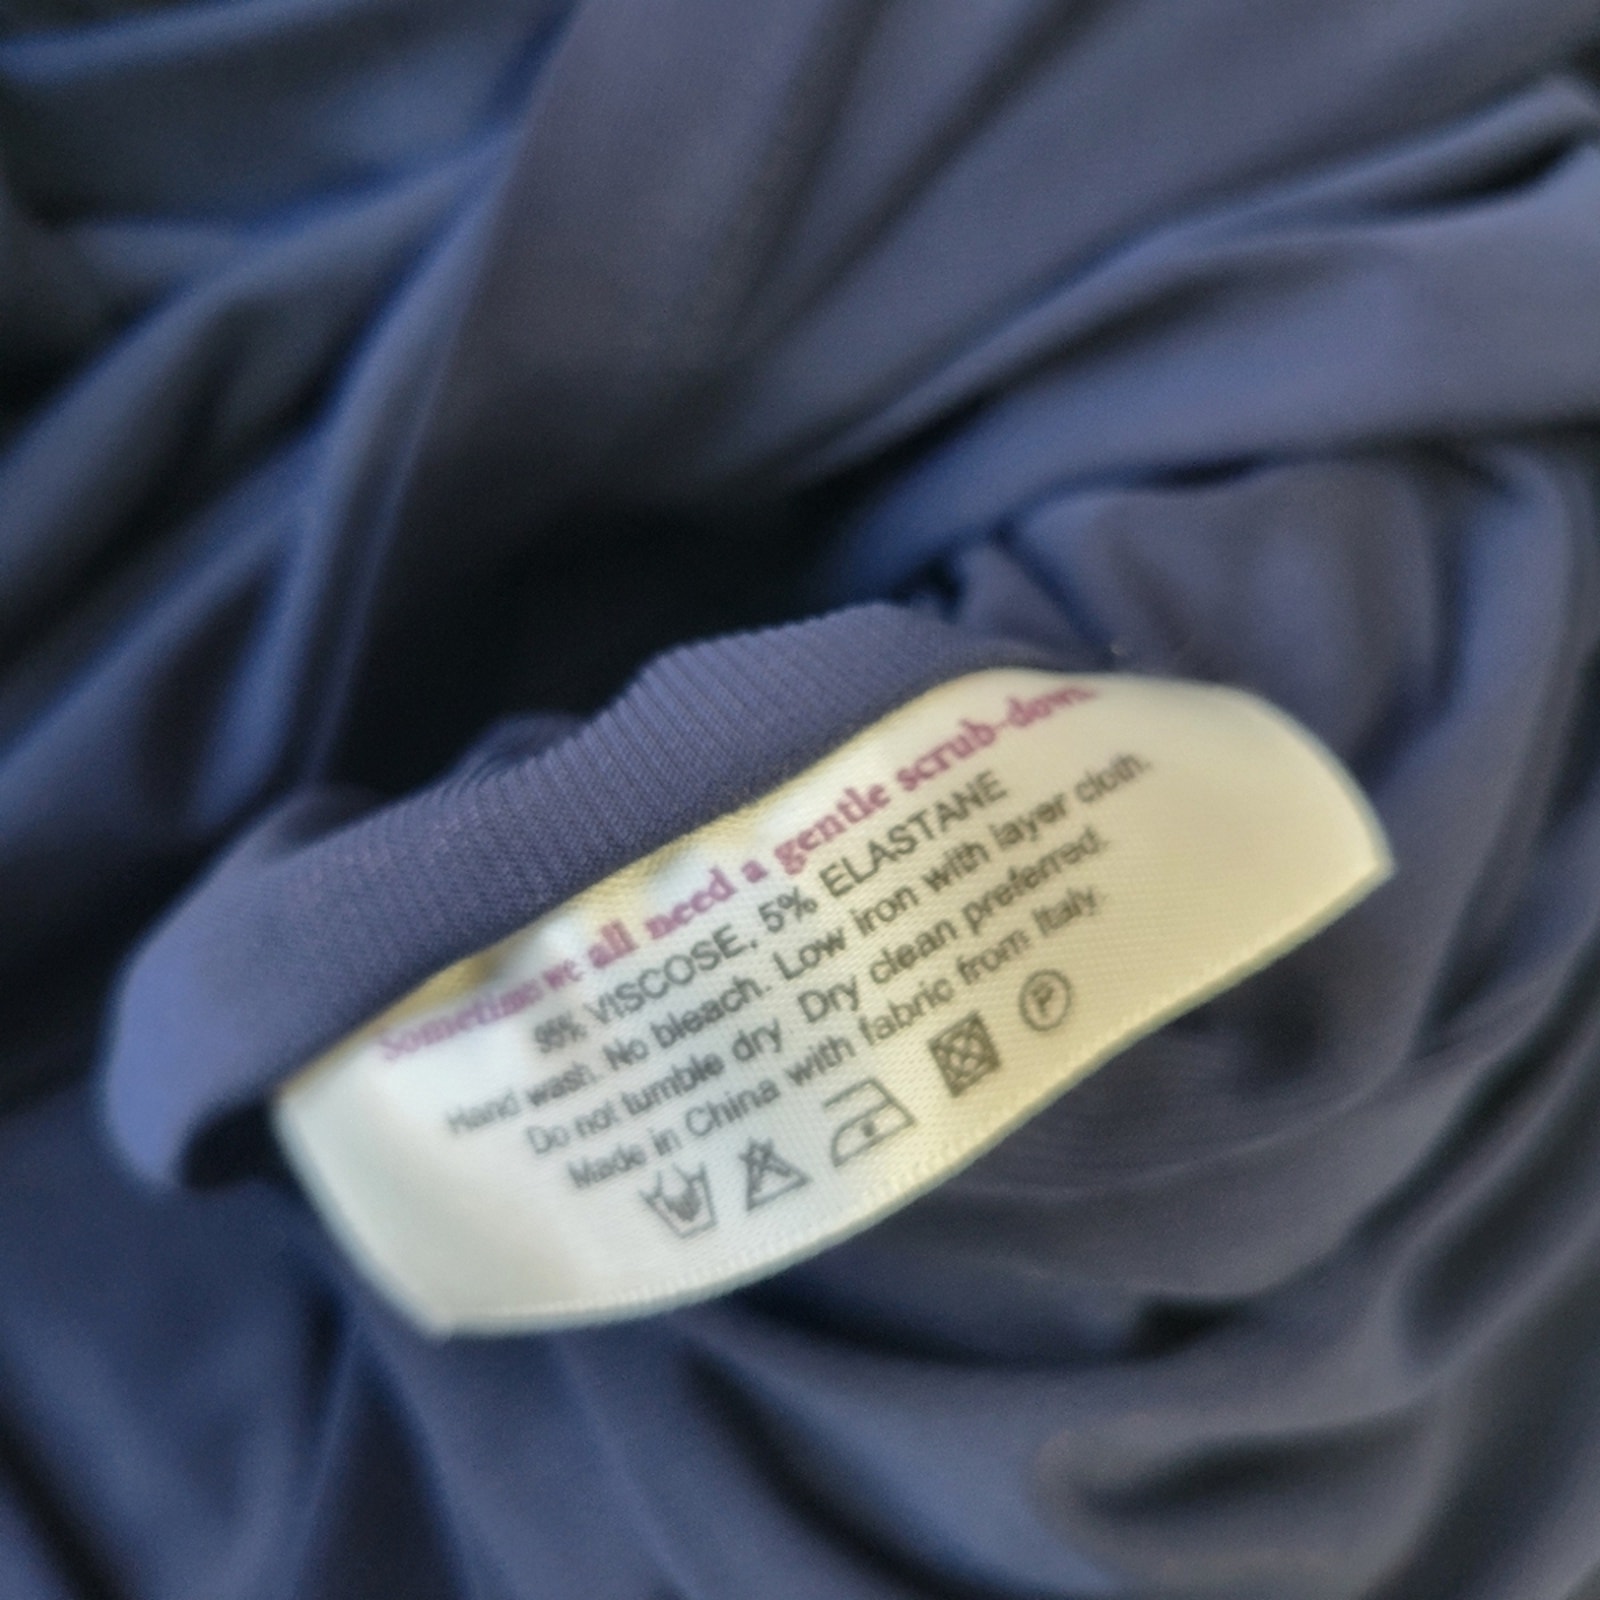 Sometimes we all need a gentle scrub-down.
95% VISCOSE, 5% ELASTANE
Hand wash. No bleach. Low iron with layer cloth.
Do not tumble dry Dry clean preferred.
Made in China with fabric from Italy.
P